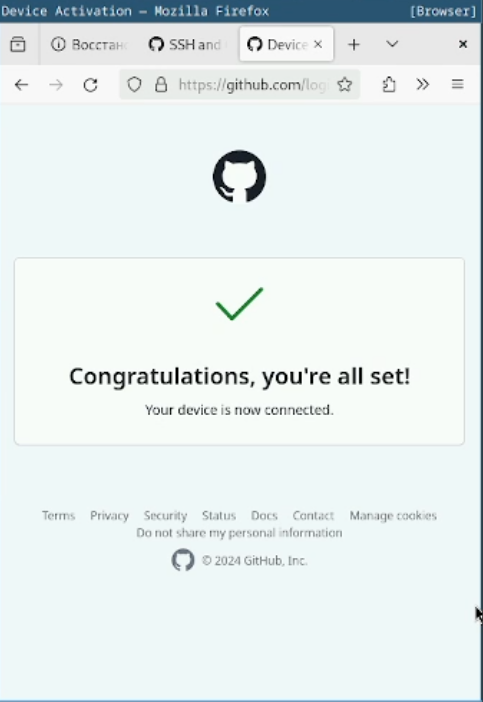 Device Activation — Mozilla Firefox [Browser]
Восстан SSH and Device
https://github.com/log
Congratulations, you're all set!
Your device is now connected.
Terms Privacy Security Status Docs Contact Manage cookies
Do not share my personal information
© 2024 GitHub, Inc.